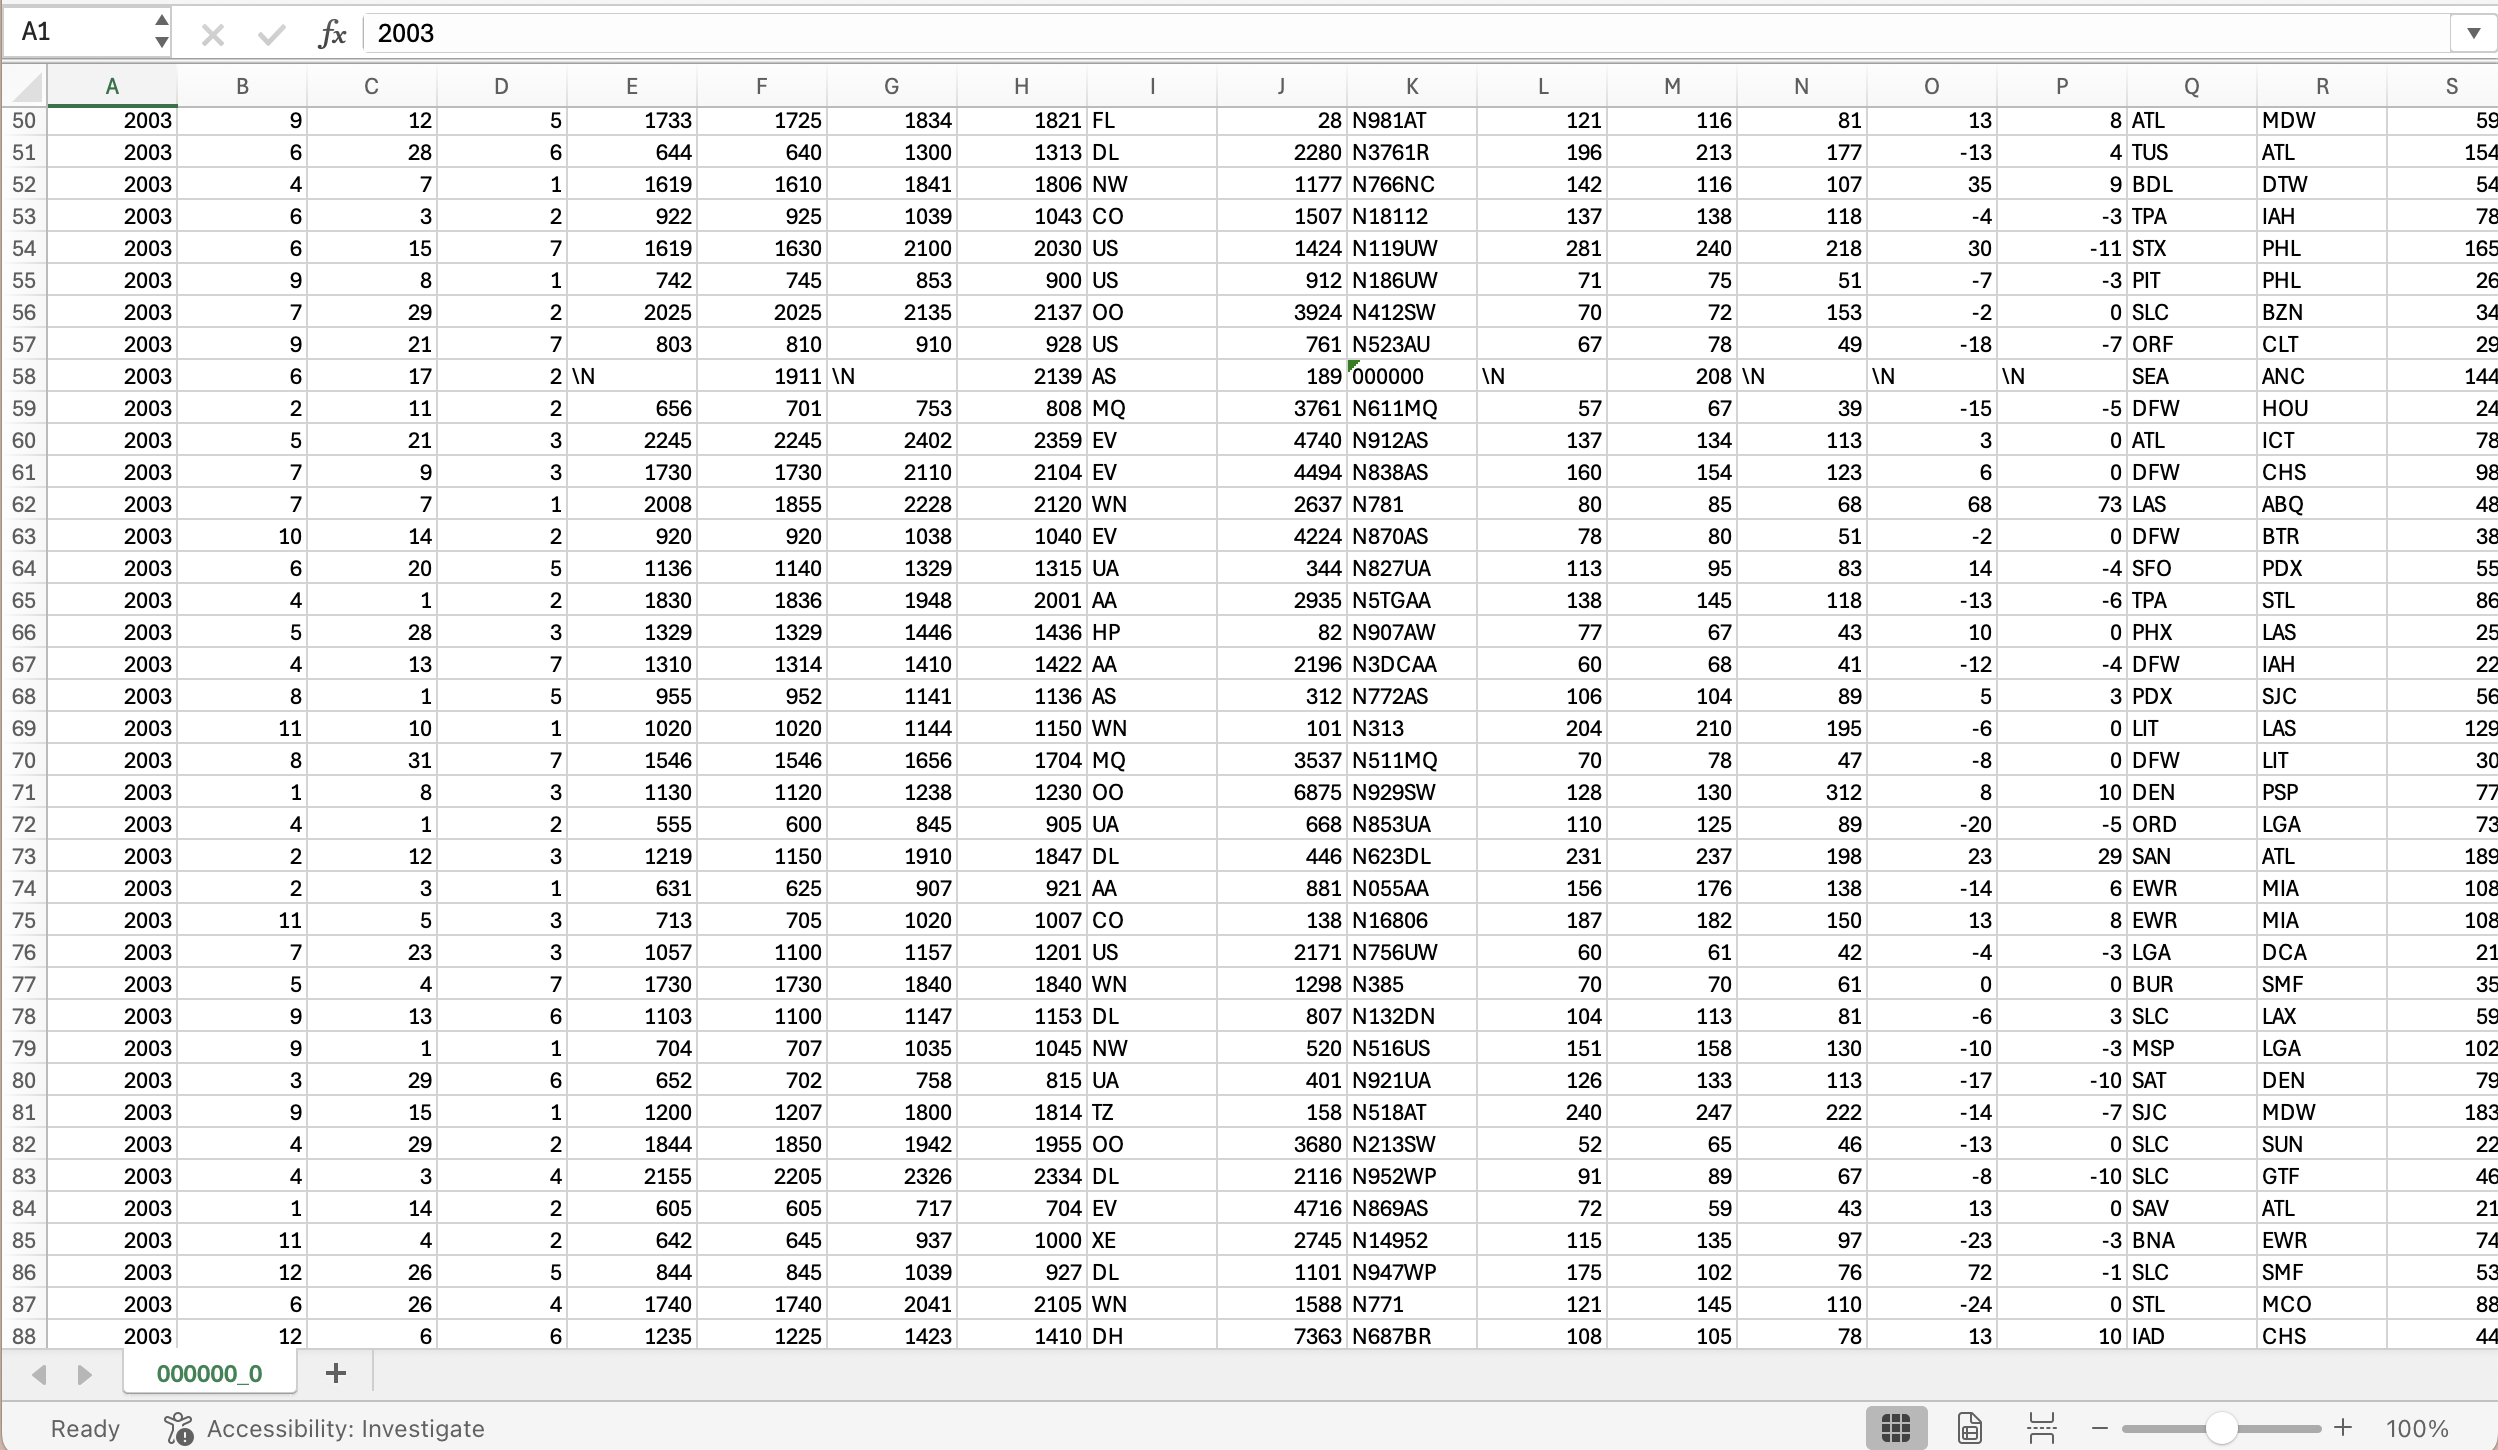 A1 fx 2003
A B C D E F G H I J K L M N O P Q R S
50 2003 9 12 5 1733 1725 1834 1821 FL 28 N981AT 121 116 81 13 8 ATL MDW 59
51 2003 6 28 6 644 640 1300 1313 DL 2280 N3761R 196 213 177 -13 4 TUS ATL 154
52 2003 4 7 1 1619 1610 1841 1806 NW 1177 N766NC 142 116 107 35 9 BDL DTW 54
53 2003 6 3 2 922 925 1039 1043 CO 1507 N18112 137 138 118 -4 -3 TPA IAH 78
54 2003 6 15 7 1619 1630 2100 2030 US 1424 N119UW 281 240 218 30 -11 STX PHL 165
55 2003 9 8 1 742 745 853 900 US 912 N186UW 71 75 51 -7 -3 PIT PHL 26
56 2003 7 29 2 2025 2025 2135 2137 OO 3924 N412SW 70 72 153 -2 0 SLC BZN 34
57 2003 9 21 7 803 810 910 928 US 761 N523AU 67 78 49 -18 -7 ORF CLT 29
58 2003 6 17 2 \N 1911 \N 2139 AS 189 000000 \N 208 \N \N \N SEA ANC 144
59 2003 2 11 2 656 701 753 808 MQ 3761 N611MQ 57 67 39 -15 -5 DFW HOU 24
60 2003 5 21 3 2245 2245 2402 2359 EV 4740 N912AS 137 134 113 3 0 ATL ICT 78
61 2003 7 9 3 1730 1730 2110 2104 EV 4494 N838AS 160 154 123 6 0 DFW CHS 98
62 2003 7 7 1 2008 1855 2228 2120 WN 2637 N781 80 85 68 68 73 LAS ABQ 48
63 2003 10 14 2 920 920 1038 1040 EV 4224 N870AS 78 80 51 -2 0 DFW BTR 38
64 2003 6 20 5 1136 1140 1329 1315 UA 344 N827UA 113 95 83 14 -4 SFO PDX 55
65 2003 4 1 2 1830 1836 1948 2001 AA 2935 N5TGAA 138 145 118 -13 -6 TPA STL 86
66 2003 5 28 3 1329 1329 1446 1436 HP 82 N907AW 77 67 43 10 0 PHX LAS 25
67 2003 4 13 7 1310 1314 1410 1422 AA 2196 N3DCAA 60 68 41 -12 -4 DFW IAH 22
68 2003 8 1 5 955 952 1141 1136 AS 312 N772AS 106 104 89 5 3 PDX SJC 56
69 2003 11 10 1 1020 1020 1144 1150 WN 101 N313 204 210 195 -6 0 LIT LAS 129
70 2003 8 31 7 1546 1546 1656 1704 MQ 3537 N511MQ 70 78 47 -8 0 DFW LIT 30
71 2003 1 8 3 1130 1120 1238 1230 OO 6875 N929SW 128 130 312 8 10 DEN PSP 77
72 2003 4 1 2 555 600 845 905 UA 668 N853UA 110 125 89 -20 -5 ORD LGA 73
73 2003 2 12 3 1219 1150 1910 1847 DL 446 N623DL 231 237 198 23 29 SAN ATL 189
74 2003 2 3 1 631 625 907 921 AA 881 N055AA 156 176 138 -14 6 EWR MIA 108
75 2003 11 5 3 713 705 1020 1007 CO 138 N16806 187 182 150 13 8 EWR MIA 108
76 2003 7 23 3 1057 1100 1157 1201 US 2171 N756UW 60 61 42 -4 -3 LGA DCA 21
77 2003 5 4 7 1730 1730 1840 1840 WN 1298 N385 70 70 61 0 0 BUR SMF 35
78 2003 9 13 6 1103 1100 1147 1153 DL 807 N132DN 104 113 81 -6 3 SLC LAX 59
79 2003 9 1 1 704 707 1035 1045 NW 520 N516US 151 158 130 -10 -3 MSP LGA 102
80 2003 3 29 6 652 702 758 815 UA 401 N921UA 126 133 113 -17 -10 SAT DEN 79
81 2003 9 15 1 1200 1207 1800 1814 TZ 158 N518AT 240 247 222 -14 -7 SJC MDW 183
82 2003 4 29 2 1844 1850 1942 1955 OO 3680 N213SW 52 65 46 -13 0 SLC SUN 22
83 2003 4 3 4 2155 2205 2326 2334 DL 2116 N952WP 91 89 67 -8 -10 SLC GTF 46
84 2003 1 14 2 605 605 717 704 EV 4716 N869AS 72 59 43 13 0 SAV ATL 21
85 2003 11 4 2 642 645 937 1000 XE 2745 N14952 115 135 97 -23 -3 BNA EWR 74
86 2003 12 26 5 844 845 1039 927 DL 1101 N947WP 175 102 76 72 -1 SLC SMF 53
87 2003 6 26 4 1740 1740 2041 2105 WN 1588 N771 121 145 110 -24 0 STL MCO 88
88 2003 12 6 6 1235 1225 1423 1410 DH 7363 N687BR 108 105 78 13 10 IAD CHS 44
000000_0 +
Ready Accessibility: Investigate 100%